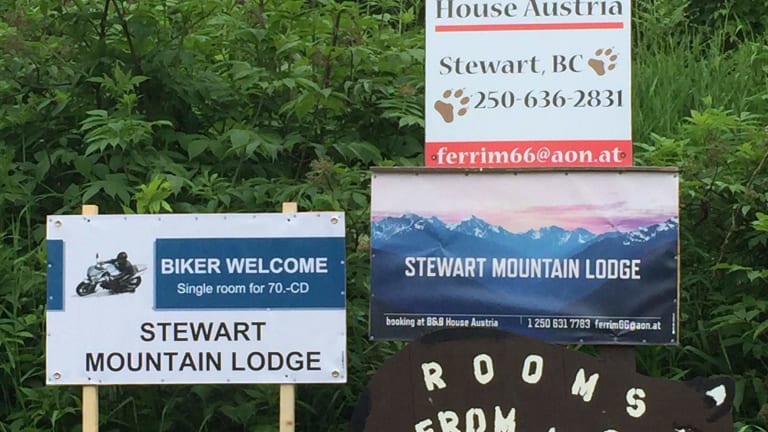 House Austria
Stewart, BC
250-636-2831
ferrim66@aon.at
BIKER WELCOME
Single room for 70.-CD
STEWART
MOUNTAIN LODGE
STEWART MOUNTAIN LODGE
booking at B&B House Austria 1 250 631 7783 ferrim66@aon.at
ROOMS
FROM